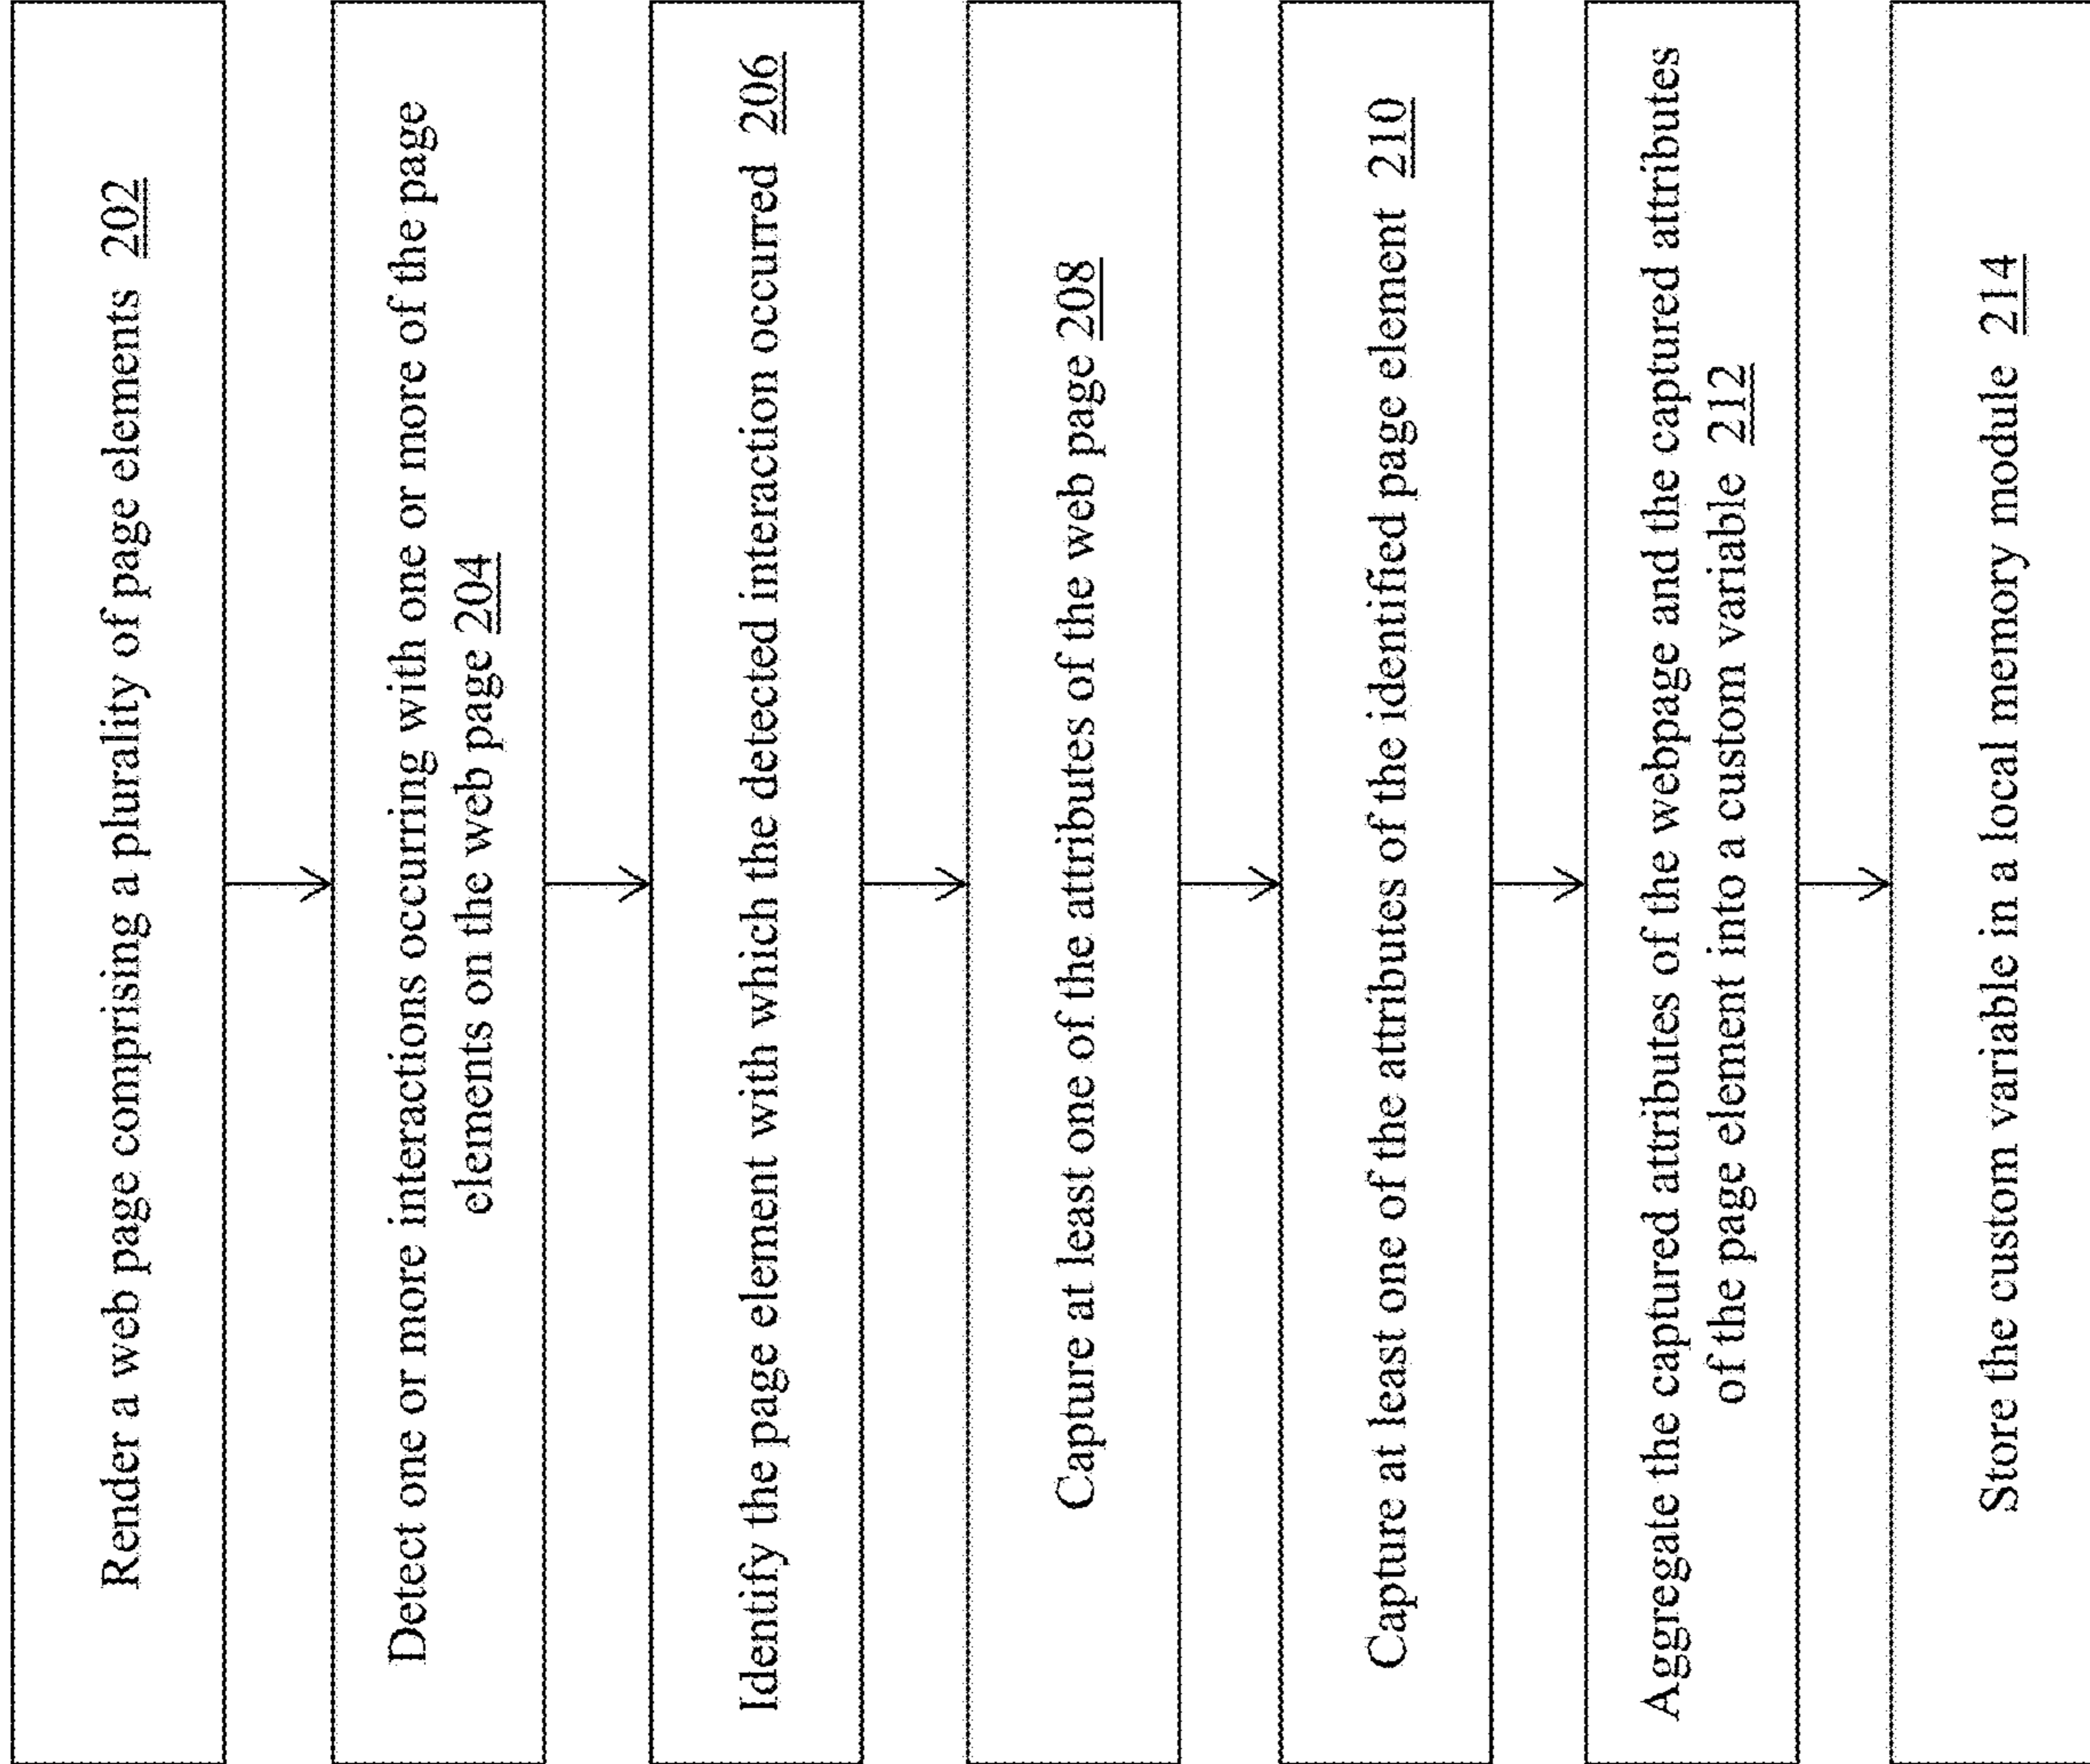 Render a web page comprising a plurality of page elements 202
Detect one or more interactions occurring with one or more of the page
elements on the web page 204
Identify the page element with which the detected interaction occurred 206
Capture at least one of the attributes of the web page 208
Capture at least one of the attributes of the identified page element 210
Aggregate the captured attributes of the webpage and the captured attributes
of the page element into a custom variable 212
Store the custom variable in a local memory module 214